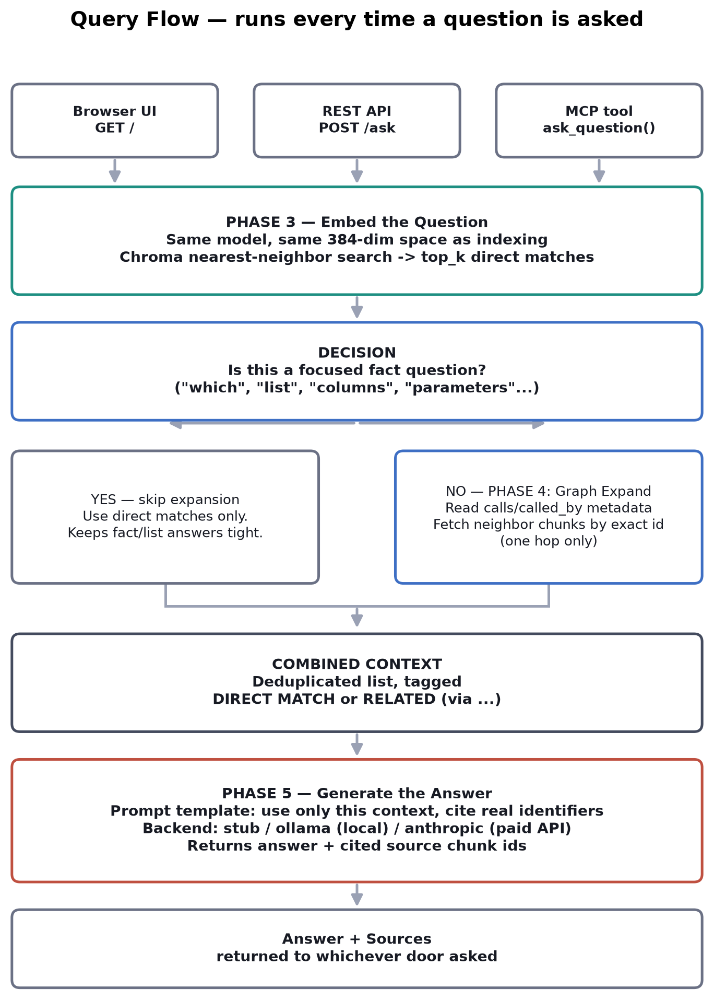 Query Flow — runs every time a question is asked
Browser UI
GET /
REST API
POST /ask
MCP tool
ask_question()
PHASE 3 — Embed the Question
Same model, same 384-dim space as indexing
Chroma nearest-neighbor search -> top_k direct matches
DECISION
Is this a focused fact question?
("which", "list", "columns", "parameters"...)
YES — skip expansion
Use direct matches only.
Keeps fact/list answers tight.
NO — PHASE 4: Graph Expand
Read calls/called_by metadata
Fetch neighbor chunks by exact id
(one hop only)
COMBINED CONTEXT
Deduplicated list, tagged
DIRECT MATCH or RELATED (via ...)
PHASE 5 — Generate the Answer
Prompt template: use only this context, cite real identifiers
Backend: stub / ollama (local) / anthropic (paid API)
Returns answer + cited source chunk ids
Answer + Sources
returned to whichever door asked